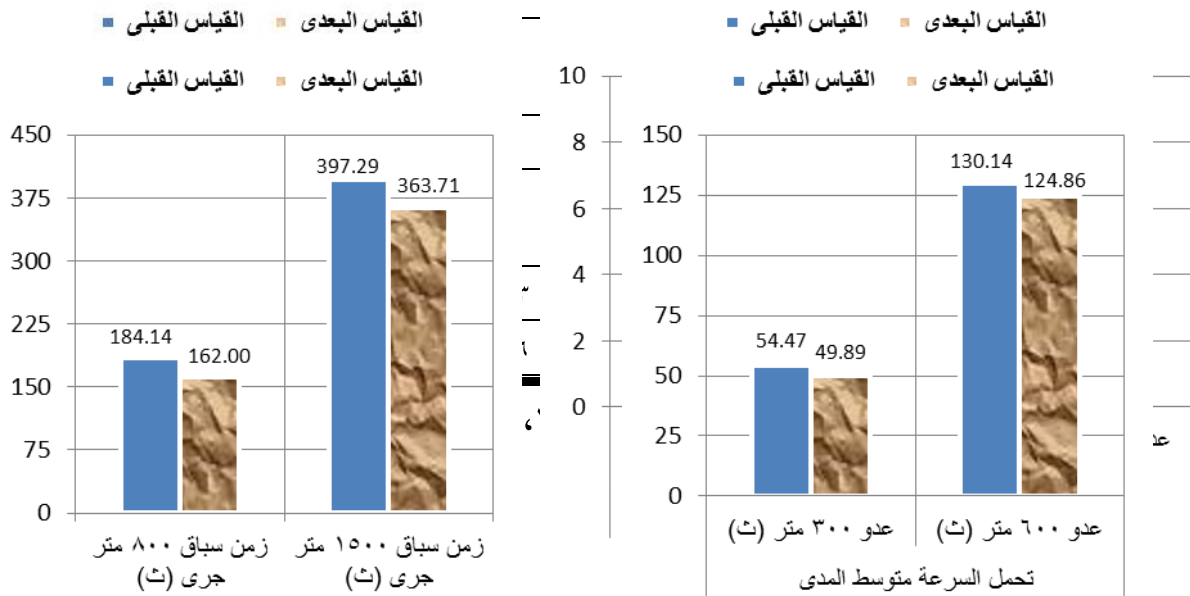 القياس القبلى القياس البعدى
القياس القبلى القياس البعدى
450
375
300
225
150
75
0
184.14
162.00
397.29
363.71
زمن سباق ٨٠٠ متر
جرى (ث)
زمن سباق ١٥٠٠ متر
جرى (ث)
10
8
6
4
2
0
٣
القياس القبلى القياس البعدى
القياس القبلى القياس البعدى
150
125
100
75
50
25
0
54.47
49.89
130.14
124.86
عدو ٣٠٠ متر (ث)
عدو ٦٠٠ متر (ث)
تحمل السرعة متوسط المدى